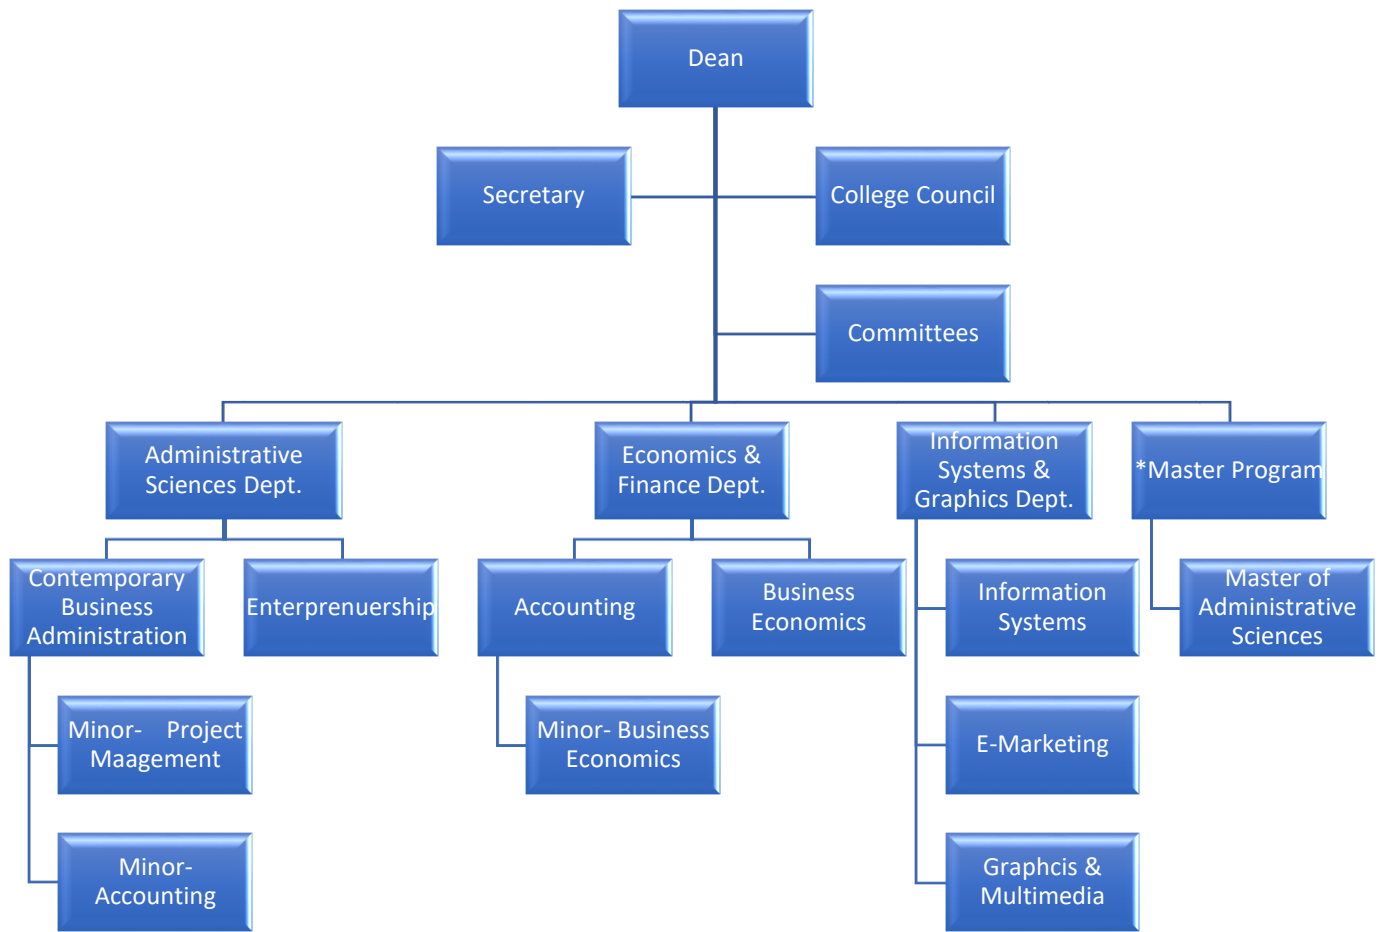 Dean
Secretary
College Council
Committees
Administrative
Sciences Dept.
Economics &
Finance Dept.
Information
Systems &
Graphics Dept.
*Master Program
Contemporary
Business
Administration
Enterprenuership
Accounting
Business
Economics
Information
Systems
Master of
Administrative
Sciences
Minor- Project
Maagement
Minor- Business
Economics
E-Marketing
Minor-
Accounting
Graphcis &
Multimedia